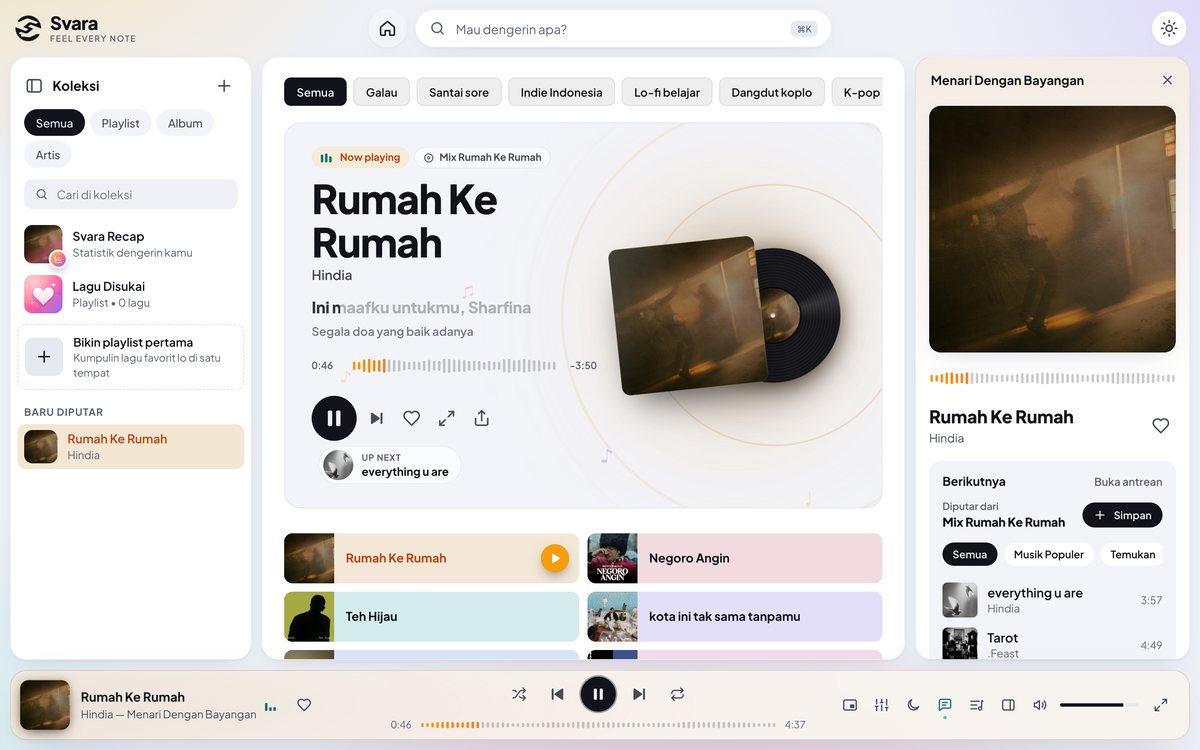 Svara
FEEL EVERY NOTE
Mau dengerin apa?
⌘K
Koleksi
Semua
Playlist
Album
Artis
Cari di koleksi
Svara Recap
Statistik dengerin kamu
Lagu Disukai
Playlist • 0 lagu
Bikin playlist pertama
Kumpulin lagu favorit lo di satu
tempat
BARU DIPUTAR
Rumah Ke Rumah
Hindia
Semua
Galau
Santai sore
Indie Indonesia
Lo-fi belajar
Dangdut koplo
K-pop
Now playing
Mix Rumah Ke Rumah
Rumah Ke
Rumah
Hindia
Ini maafku untukmu, Sharfina
Segala doa yang baik adanya
0:46
-3:50
UP NEXT
everything u are
Rumah Ke Rumah
NEGORO
ANGIN
Negoro Angin
Teh Hijau
kota ini tak sama tanpamu
Menari Dengan Bayangan
Rumah Ke Rumah
Hindia
Berikutnya
Buka antrean
Diputar dari
Mix Rumah Ke Rumah
Simpan
Semua
Musik Populer
Temukan
everything u are
Hindia
3:57
Tarot
.Feast
4:49
Rumah Ke Rumah
Hindia — Menari Dengan Bayangan
0:46
4:37